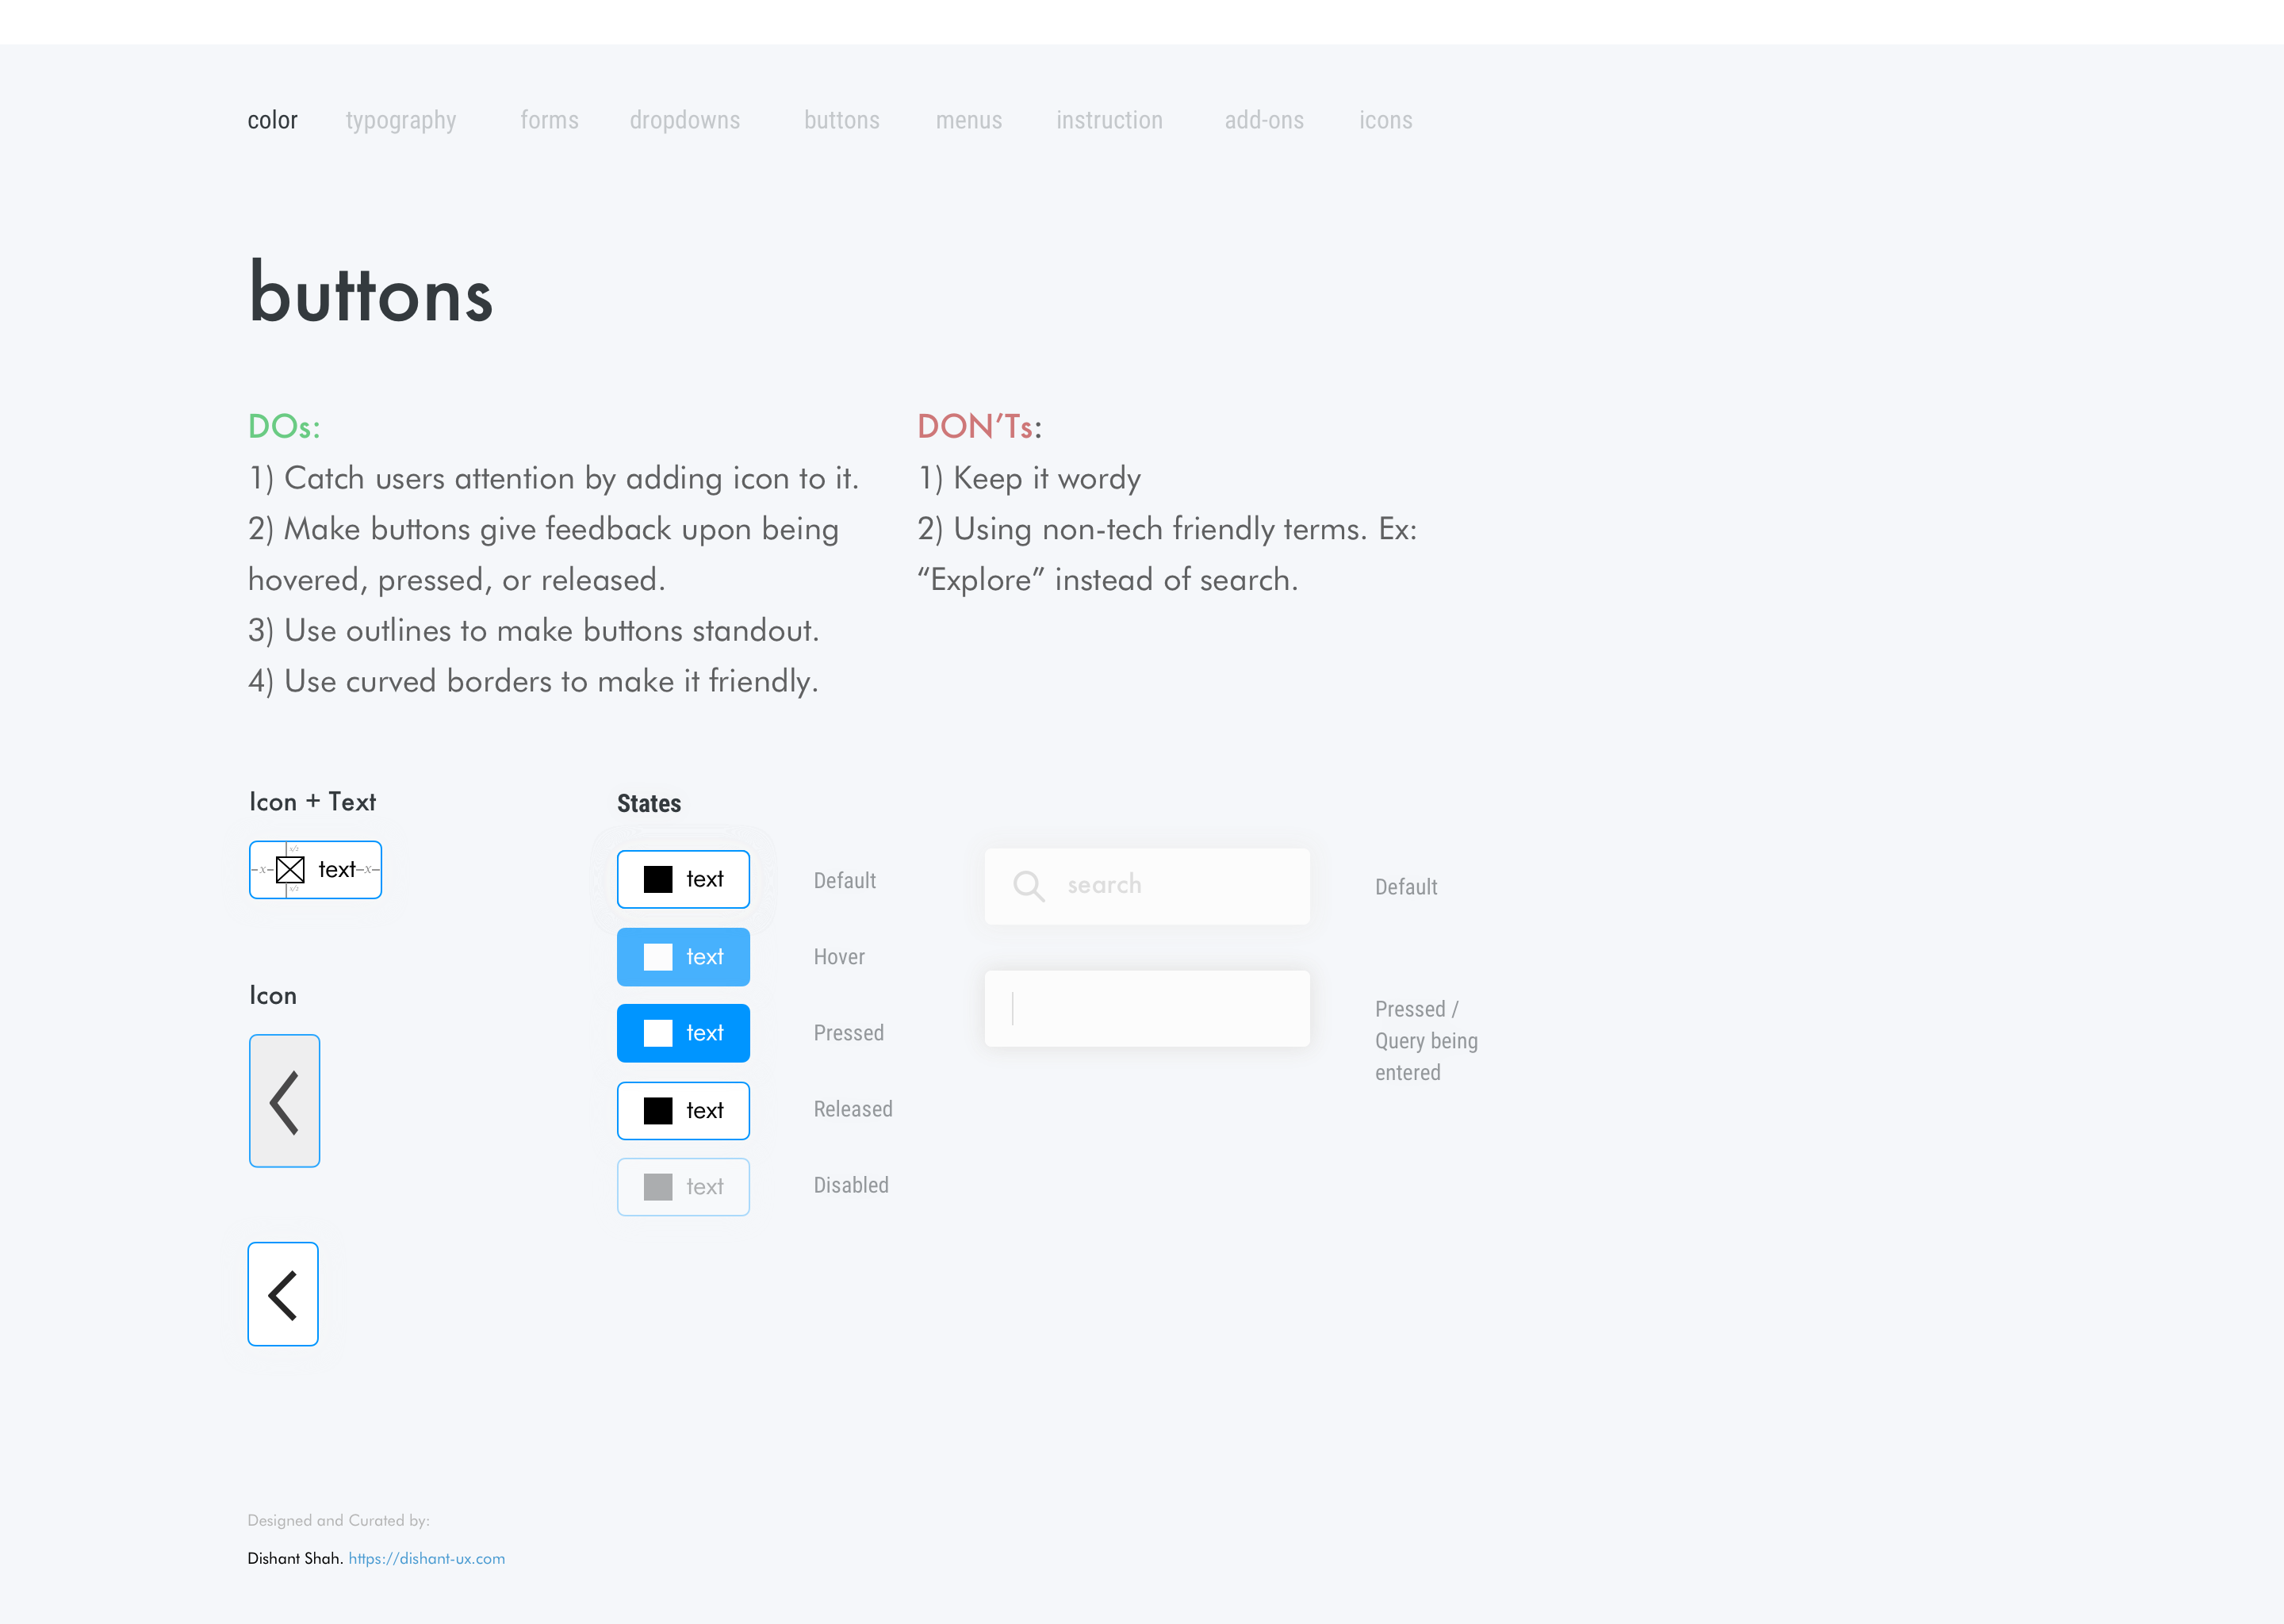 color typography forms dropdowns buttons menus instruction add-ons icons
buttons
DOs:
1) Catch users attention by adding icon to it.
2) Make buttons give feedback upon being
hovered, pressed, or released.
3) Use outlines to make buttons standout.
4) Use curved borders to make it friendly.
DON’Ts:
1) Keep it wordy
2) Using non-tech friendly terms. Ex:
“Explore” instead of search.
Icon + Text
x/2
x text x
x/2
Icon
States
text Default
text Hover
text Pressed
text Released
text Disabled
search Default
Pressed /
Query being
entered
Designed and Curated by:
Dishant Shah. https://dishant-ux.com